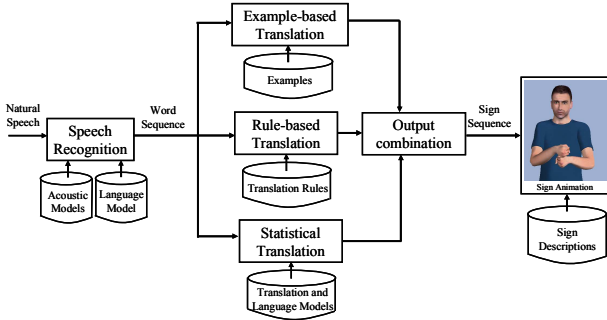 Example-based
Translation
Examples
Natural
Speech
Word
Sequence
Speech
Recognition
Acoustic
Models
Language
Model
Rule-based
Translation
Translation Rules
Output
combination
Sign
Sequence
Sign Animation
Statistical
Translation
Translation and
Language Models
Sign
Descriptions